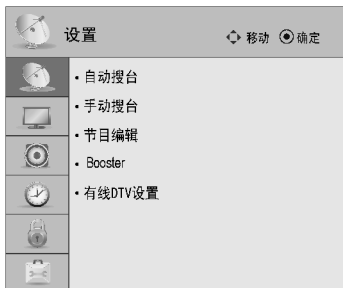 设置 移动 确定
• 自动搜台
• 手动搜台
• 节目编辑
• Booster
• 有线DTV设置